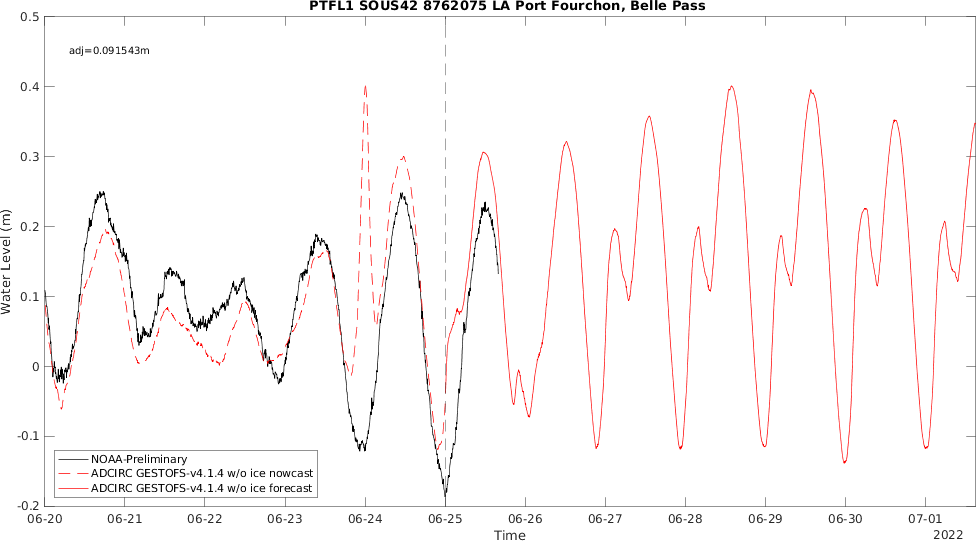 PTFL1 SOUS42 8762075 LA Port Fourchon, Belle Pass
adj=0.091543m
0.5
0.4
0.3
0.2
0.1
0
-0.1
-0.2
Water Level (m)
NOAA-Preliminary
ADCIRC GESTOFS-v4.1.4 w/o ice nowcast
ADCIRC GESTOFS-v4.1.4 w/o ice forecast
06-20 06-21 06-22 06-23 06-24 06-25 06-26 06-27 06-28 06-29 06-30 07-01
Time
2022